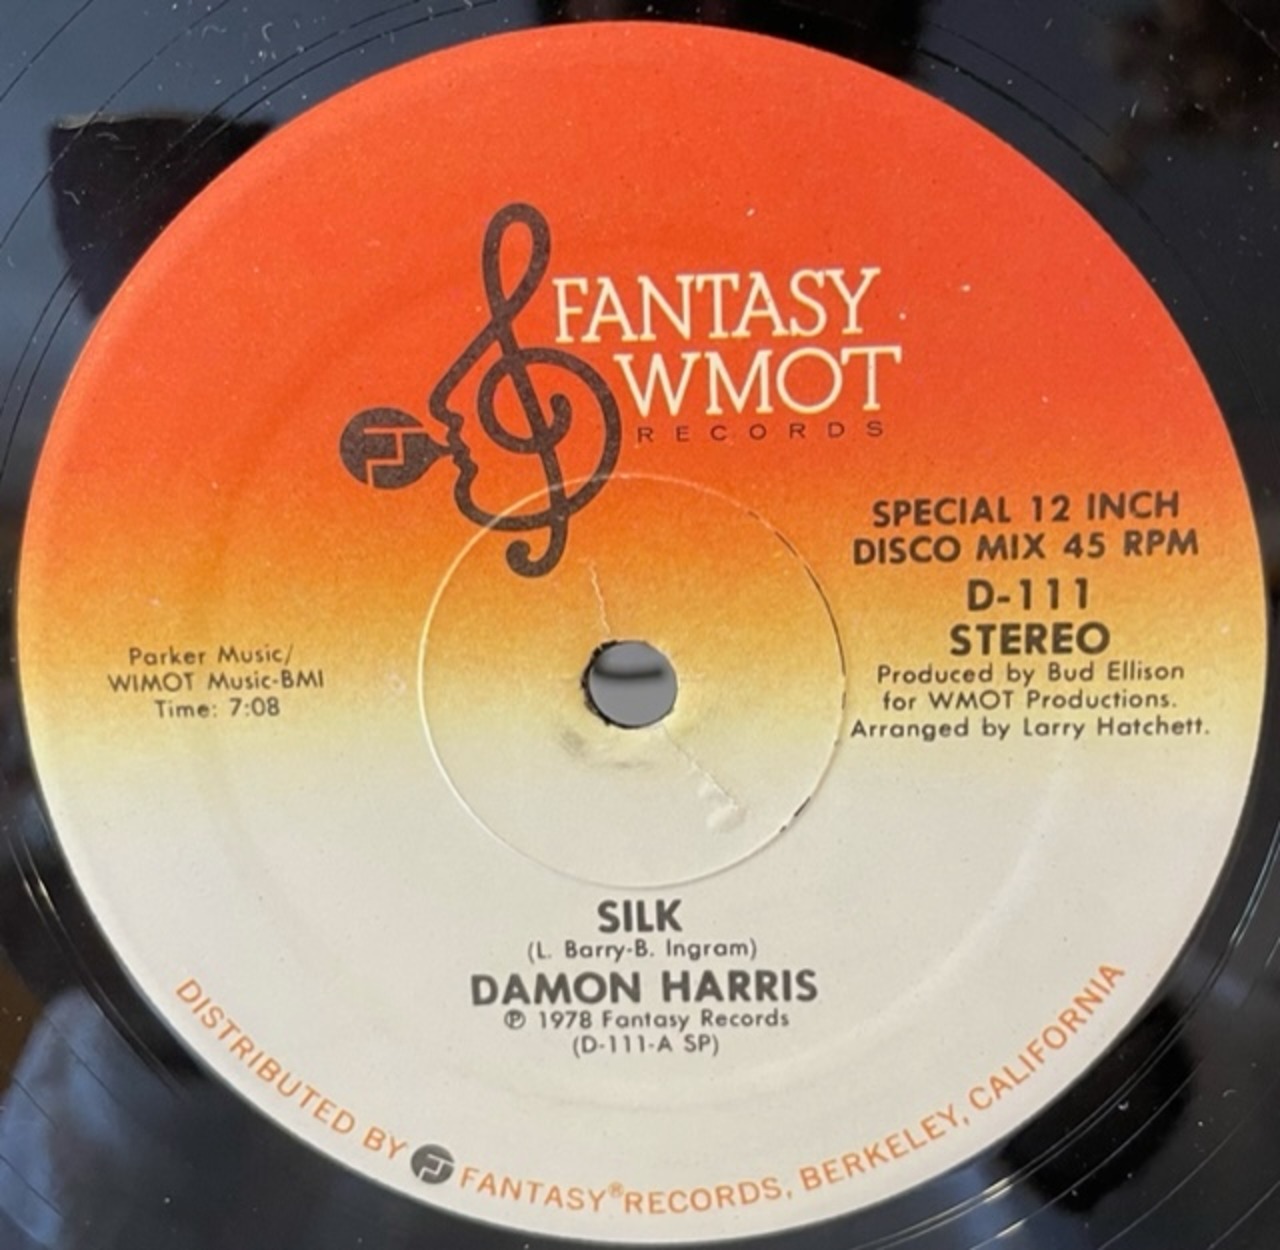 FANTASY
WMOT
RECORDS
SPECIAL 12 INCH
DISCO MIX 45 RPM
D-111
STEREO
Produced by Bud Ellison
for WMOT Productions.
Arranged by Larry Hatchett.
Parker Music/
WIMOT Music-BMI
Time: 7:08
SILK
(L. Barry-B. Ingram)
DAMON HARRIS
℗ 1978 Fantasy Records
(D-111-A SP)
DISTRIBUTED BY FANTASY® RECORDS, BERKELEY, CALIFORNIA